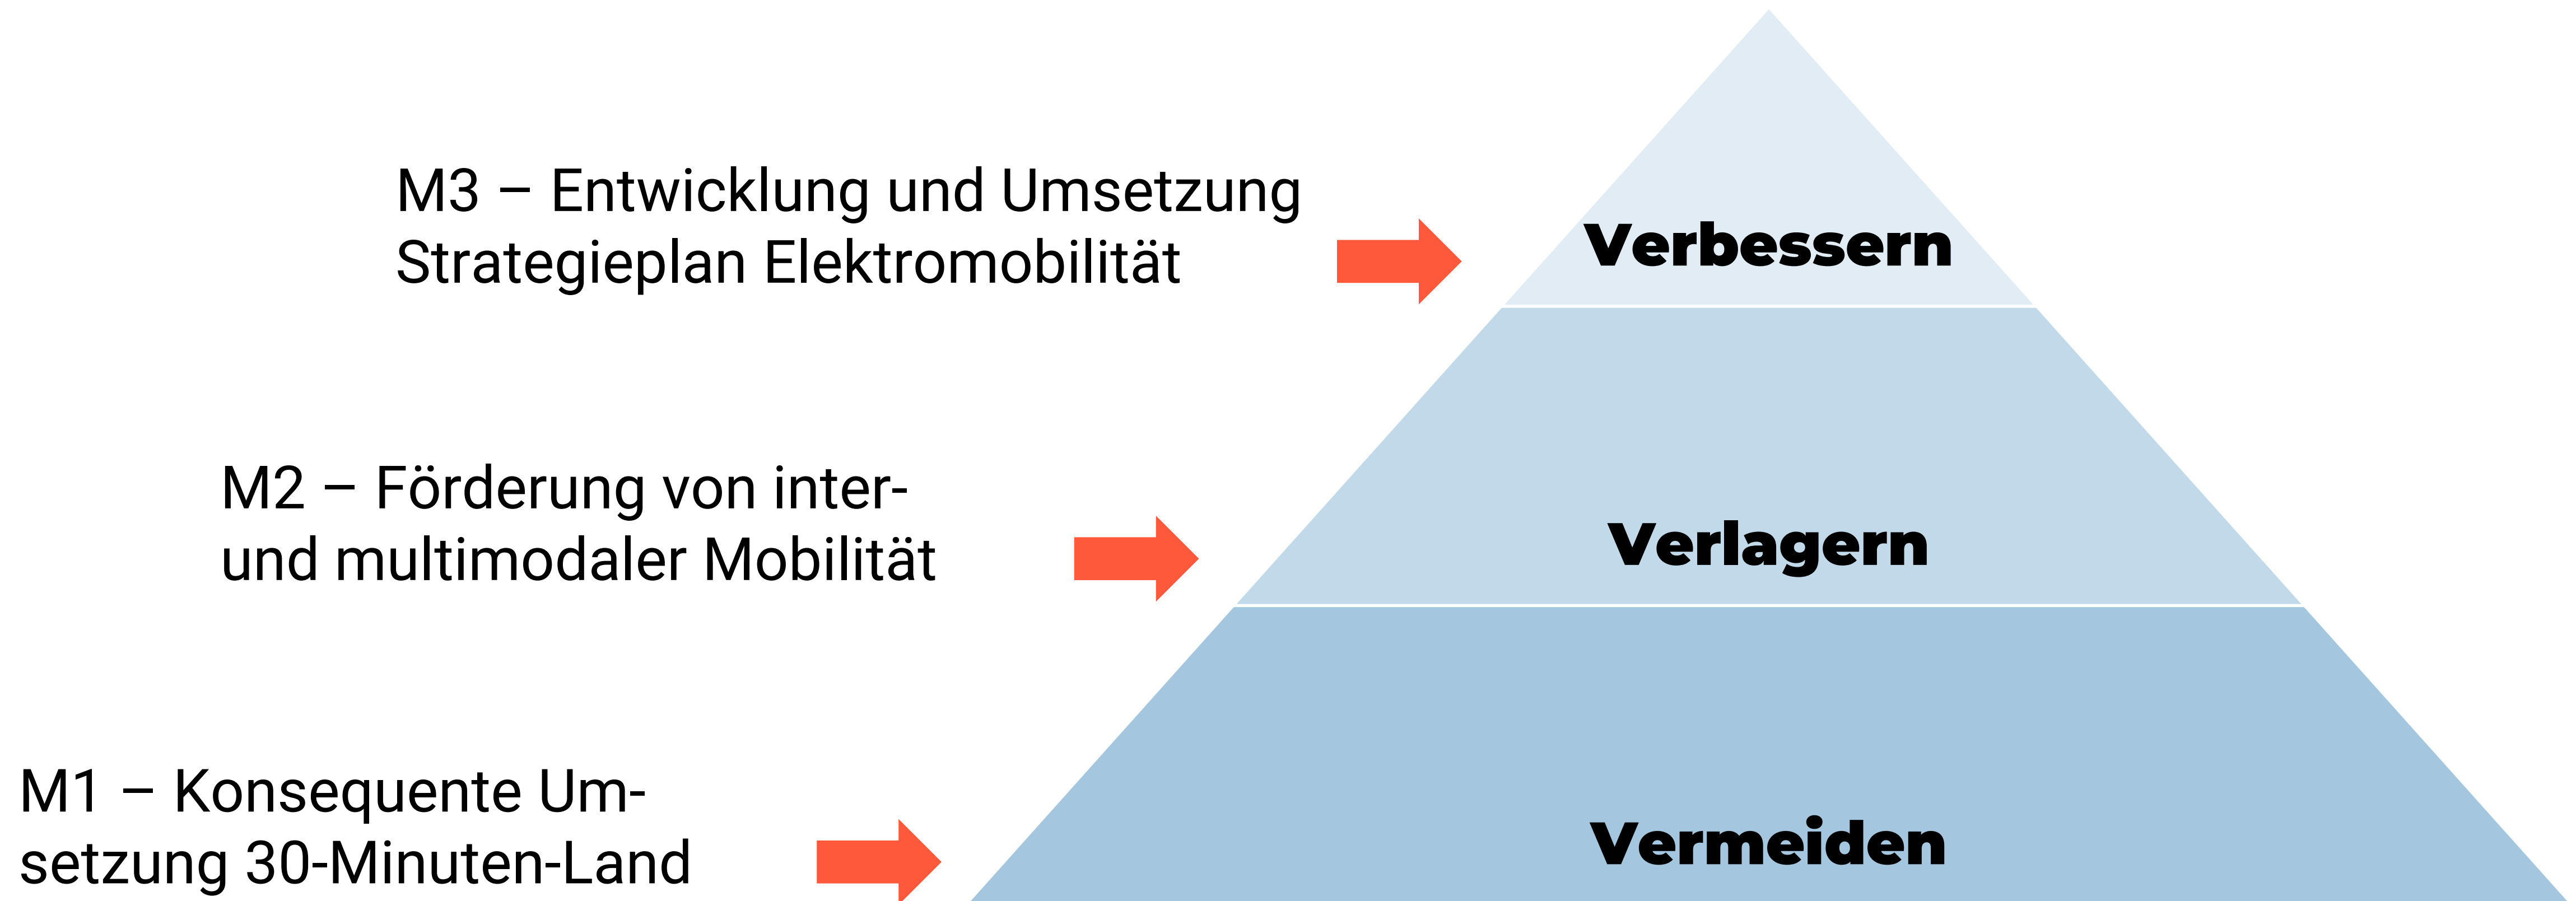 M3 – Entwicklung und Umsetzung
Strategieplan Elektromobilität
Verbessern
M2 – Förderung von inter-
und multimodaler Mobilität
Verlagern
M1 – Konsequente Um-
setzung 30-Minuten-Land
Vermeiden